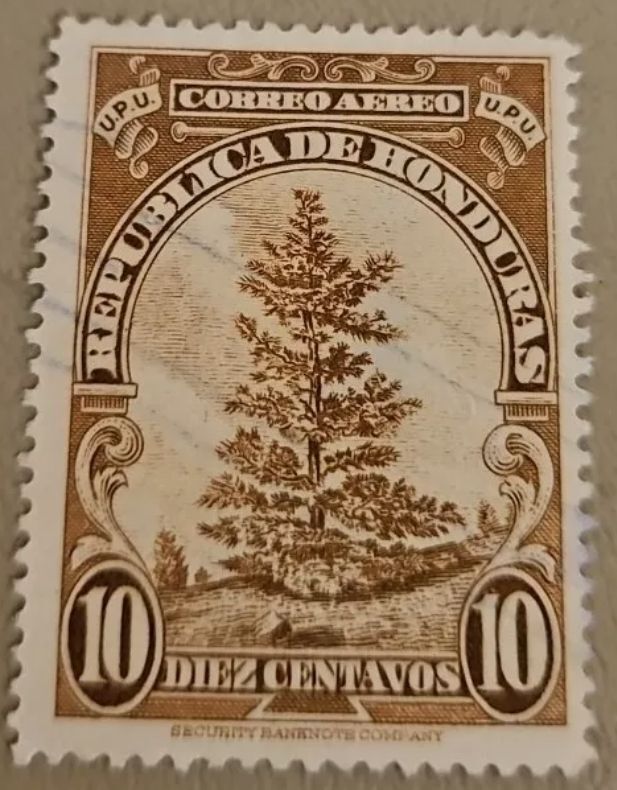 U.P.U.
CORREO AEREO
U.P.U.
REPUBLICA DE HONDURAS
10
DIEZ CENTAVOS
10
SECURITY BANKNOTE COMPANY